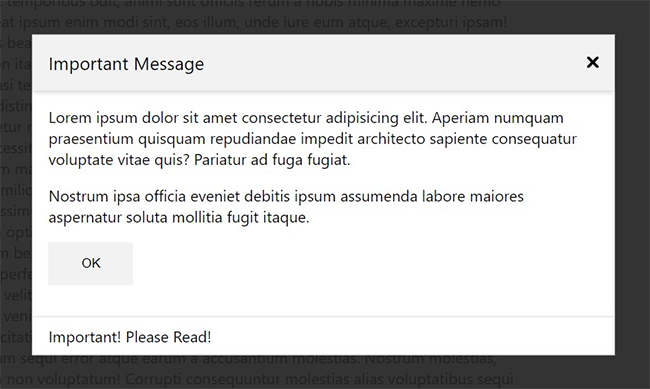 temporibus odit, animi sunt officiis rerum a nobis minima maxime nemo
eat ipsum enim modi sint, eos illum, unde iure eum atque, excepturi ipsam!
Important Message
Lorem ipsum dolor sit amet consectetur adipisicing elit. Aperiam numquam
praesentium quisquam repudiandae impedit architecto sapiente consequatur
voluptate vitae quis? Pariatur ad fuga fugiat.
Nostrum ipsa officia eveniet debitis ipsum assumenda labore maiores
aspernatur soluta mollitia fugit itaque.
OK
Important! Please Read!
sequi error atque earum a accusantium molestias. Nostrum molestias,
non voluptatum! Corrupti consequuntur molestias alias voluptatibus sequi